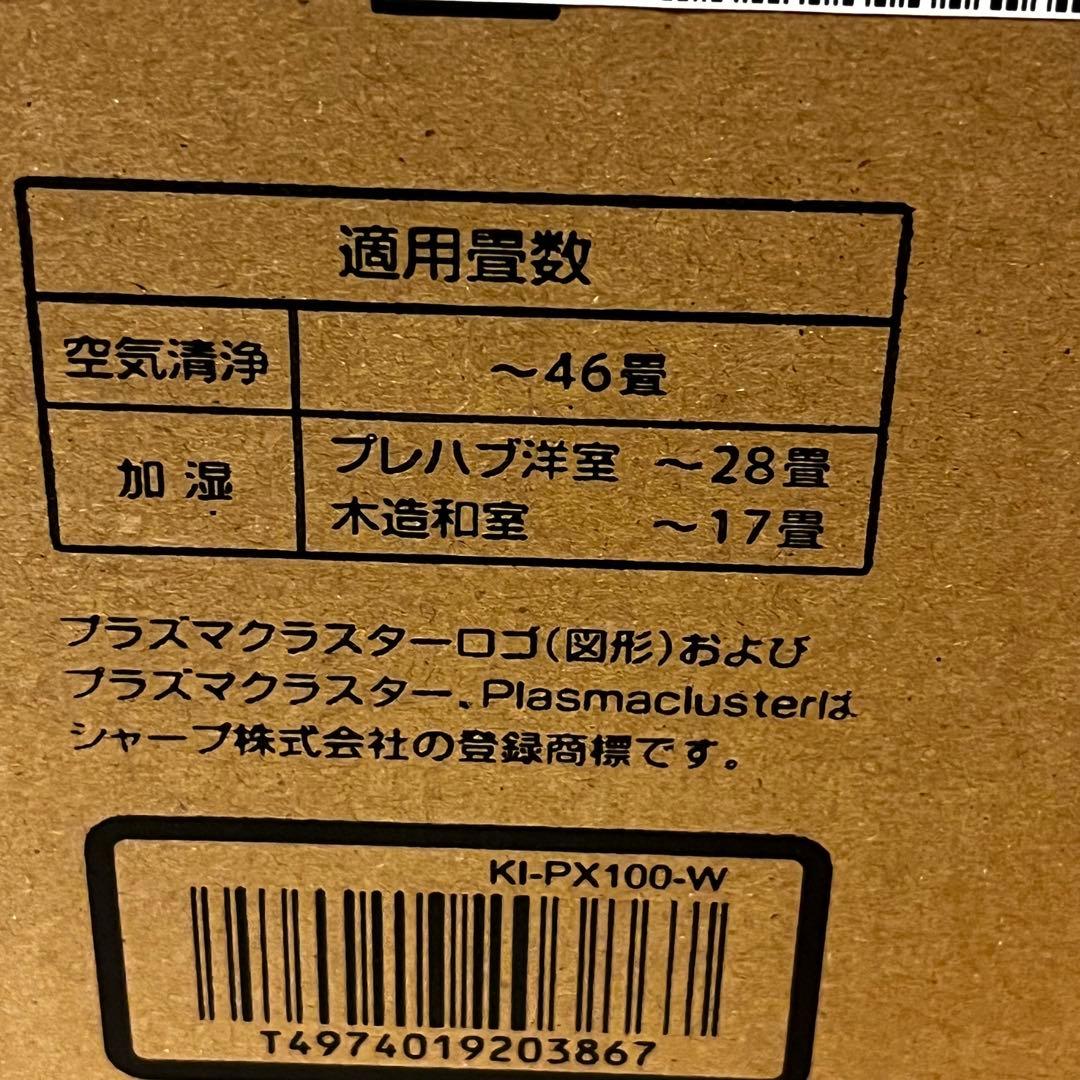 適用畳数
空気清浄 ～46畳
加湿 プレハブ洋室 ～28畳
木造和室 ～17畳
プラズマクラスターロゴ(図形)および
プラズマクラスター、Plasmaclusterは
シャープ株式会社の登録商標です。
KI-PX100-W
T4974019203867